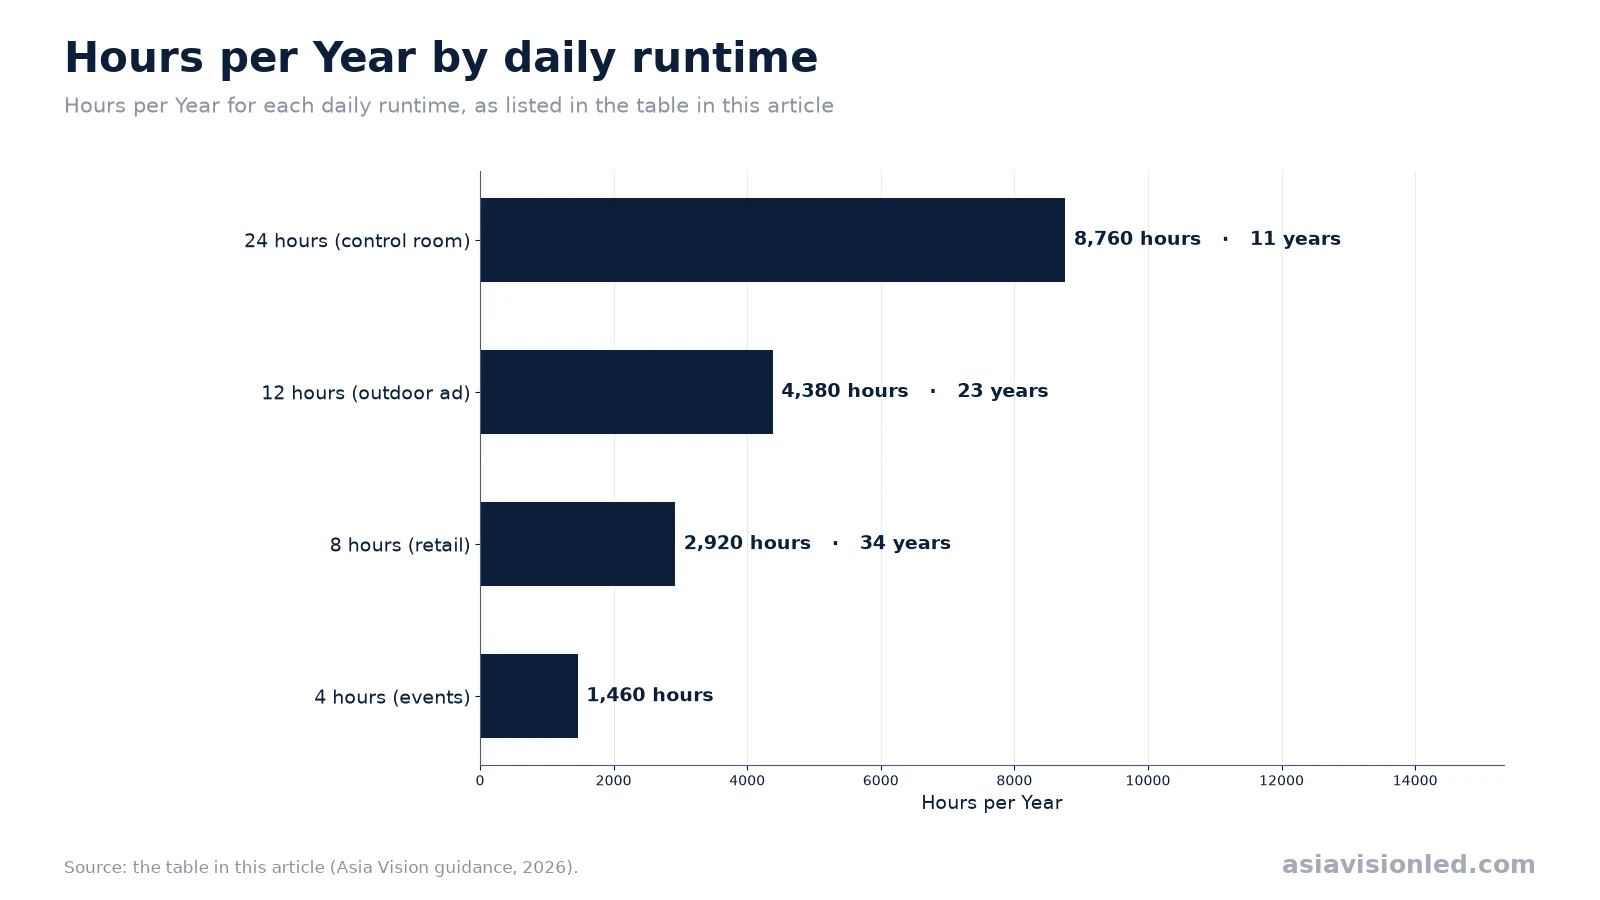 Hours per Year by daily runtime
Hours per Year for each daily runtime, as listed in the table in this article
24 hours (control room)
8,760 hours · 11 years
12 hours (outdoor ad)
4,380 hours · 23 years
8 hours (retail)
2,920 hours · 34 years
4 hours (events)
1,460 hours
0 2000 4000 6000 8000 10000 12000 14000
Hours per Year
Source: the table in this article (Asia Vision guidance, 2026).
asiavisionled.com